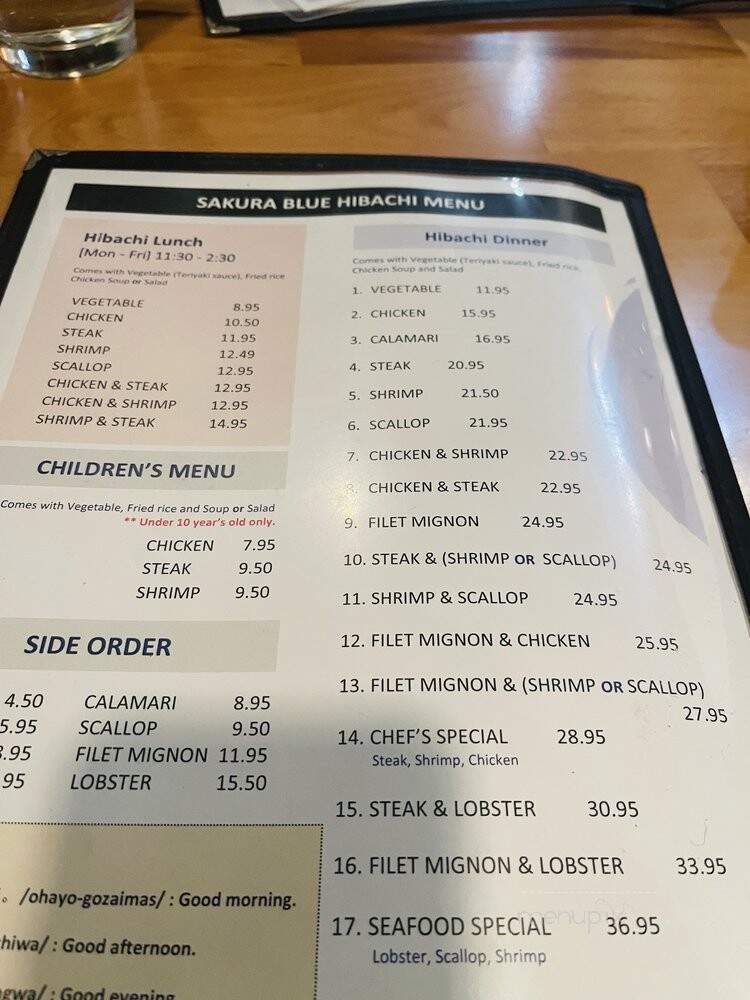 SAKURA BLUE HIBACHI MENU
Hibachi Lunch
[Mon - Fri] 11:30 - 2:30
Comes with Vegetable (Teriyaki sauce), Fried rice
Chicken Soup or Salad
VEGETABLE 8.95
CHICKEN 10.50
STEAK 11.95
SHRIMP 12.49
SCALLOP 12.95
CHICKEN & STEAK 12.95
CHICKEN & SHRIMP 12.95
SHRIMP & STEAK 14.95
CHILDREN'S MENU
Comes with Vegetable, Fried rice and Soup or Salad
** Under 10 year's old only.
CHICKEN 7.95
STEAK 9.50
SHRIMP 9.50
SIDE ORDER
4.50 CALAMARI 8.95
5.95 SCALLOP 9.50
.95 FILET MIGNON 11.95
95 LOBSTER 15.50
/ohayo-gozaimas/ : Good morning.
hiwa/ : Good afternoon.
gwa/ : Good evening
Hibachi Dinner
Comes with Vegetable (Teriyaki sauce), Fried rice,
Chicken Soup and Salad
1. VEGETABLE 11.95
2. CHICKEN 15.95
3. CALAMARI 16.95
4. STEAK 20.95
5. SHRIMP 21.50
6. SCALLOP 21.95
7. CHICKEN & SHRIMP 22.95
8. CHICKEN & STEAK 22.95
9. FILET MIGNON 24.95
10. STEAK & (SHRIMP OR SCALLOP) 24.95
11. SHRIMP & SCALLOP 24.95
12. FILET MIGNON & CHICKEN 25.95
13. FILET MIGNON & (SHRIMP OR SCALLOP)
27.95
14. CHEF'S SPECIAL 28.95
Steak, Shrimp, Chicken
15. STEAK & LOBSTER 30.95
16. FILET MIGNON & LOBSTER 33.95
17. SEAFOOD SPECIAL 36.95
Lobster, Scallop, Shrimp